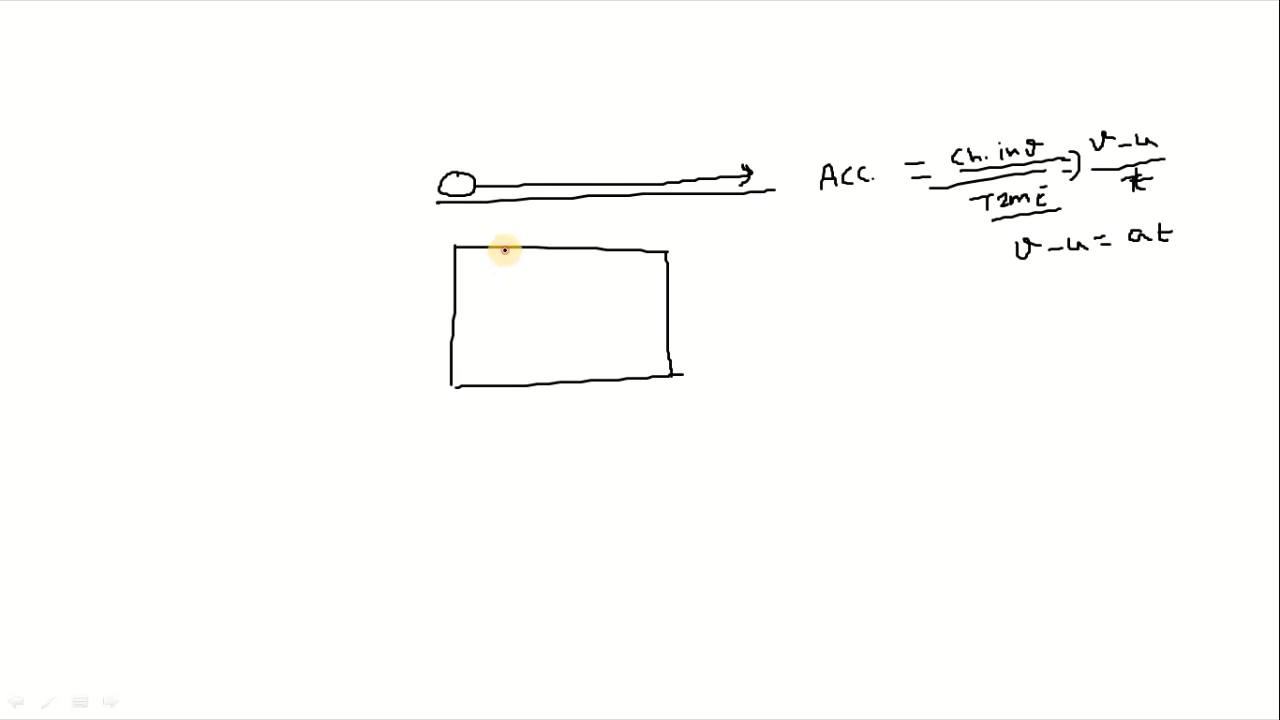 Acc. = Ch. in v / TIME => v-u / t
v-u = at